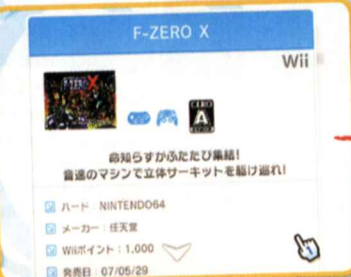 F-ZERO X
Wii
CERO
A
命知らずがふたたび集結!
音速のマシンで立体サーキットを駆け巡れ!
ハード:NINTENDO64
メーカー:任天堂
Wiiポイント:1,000
発売日:07/05/29